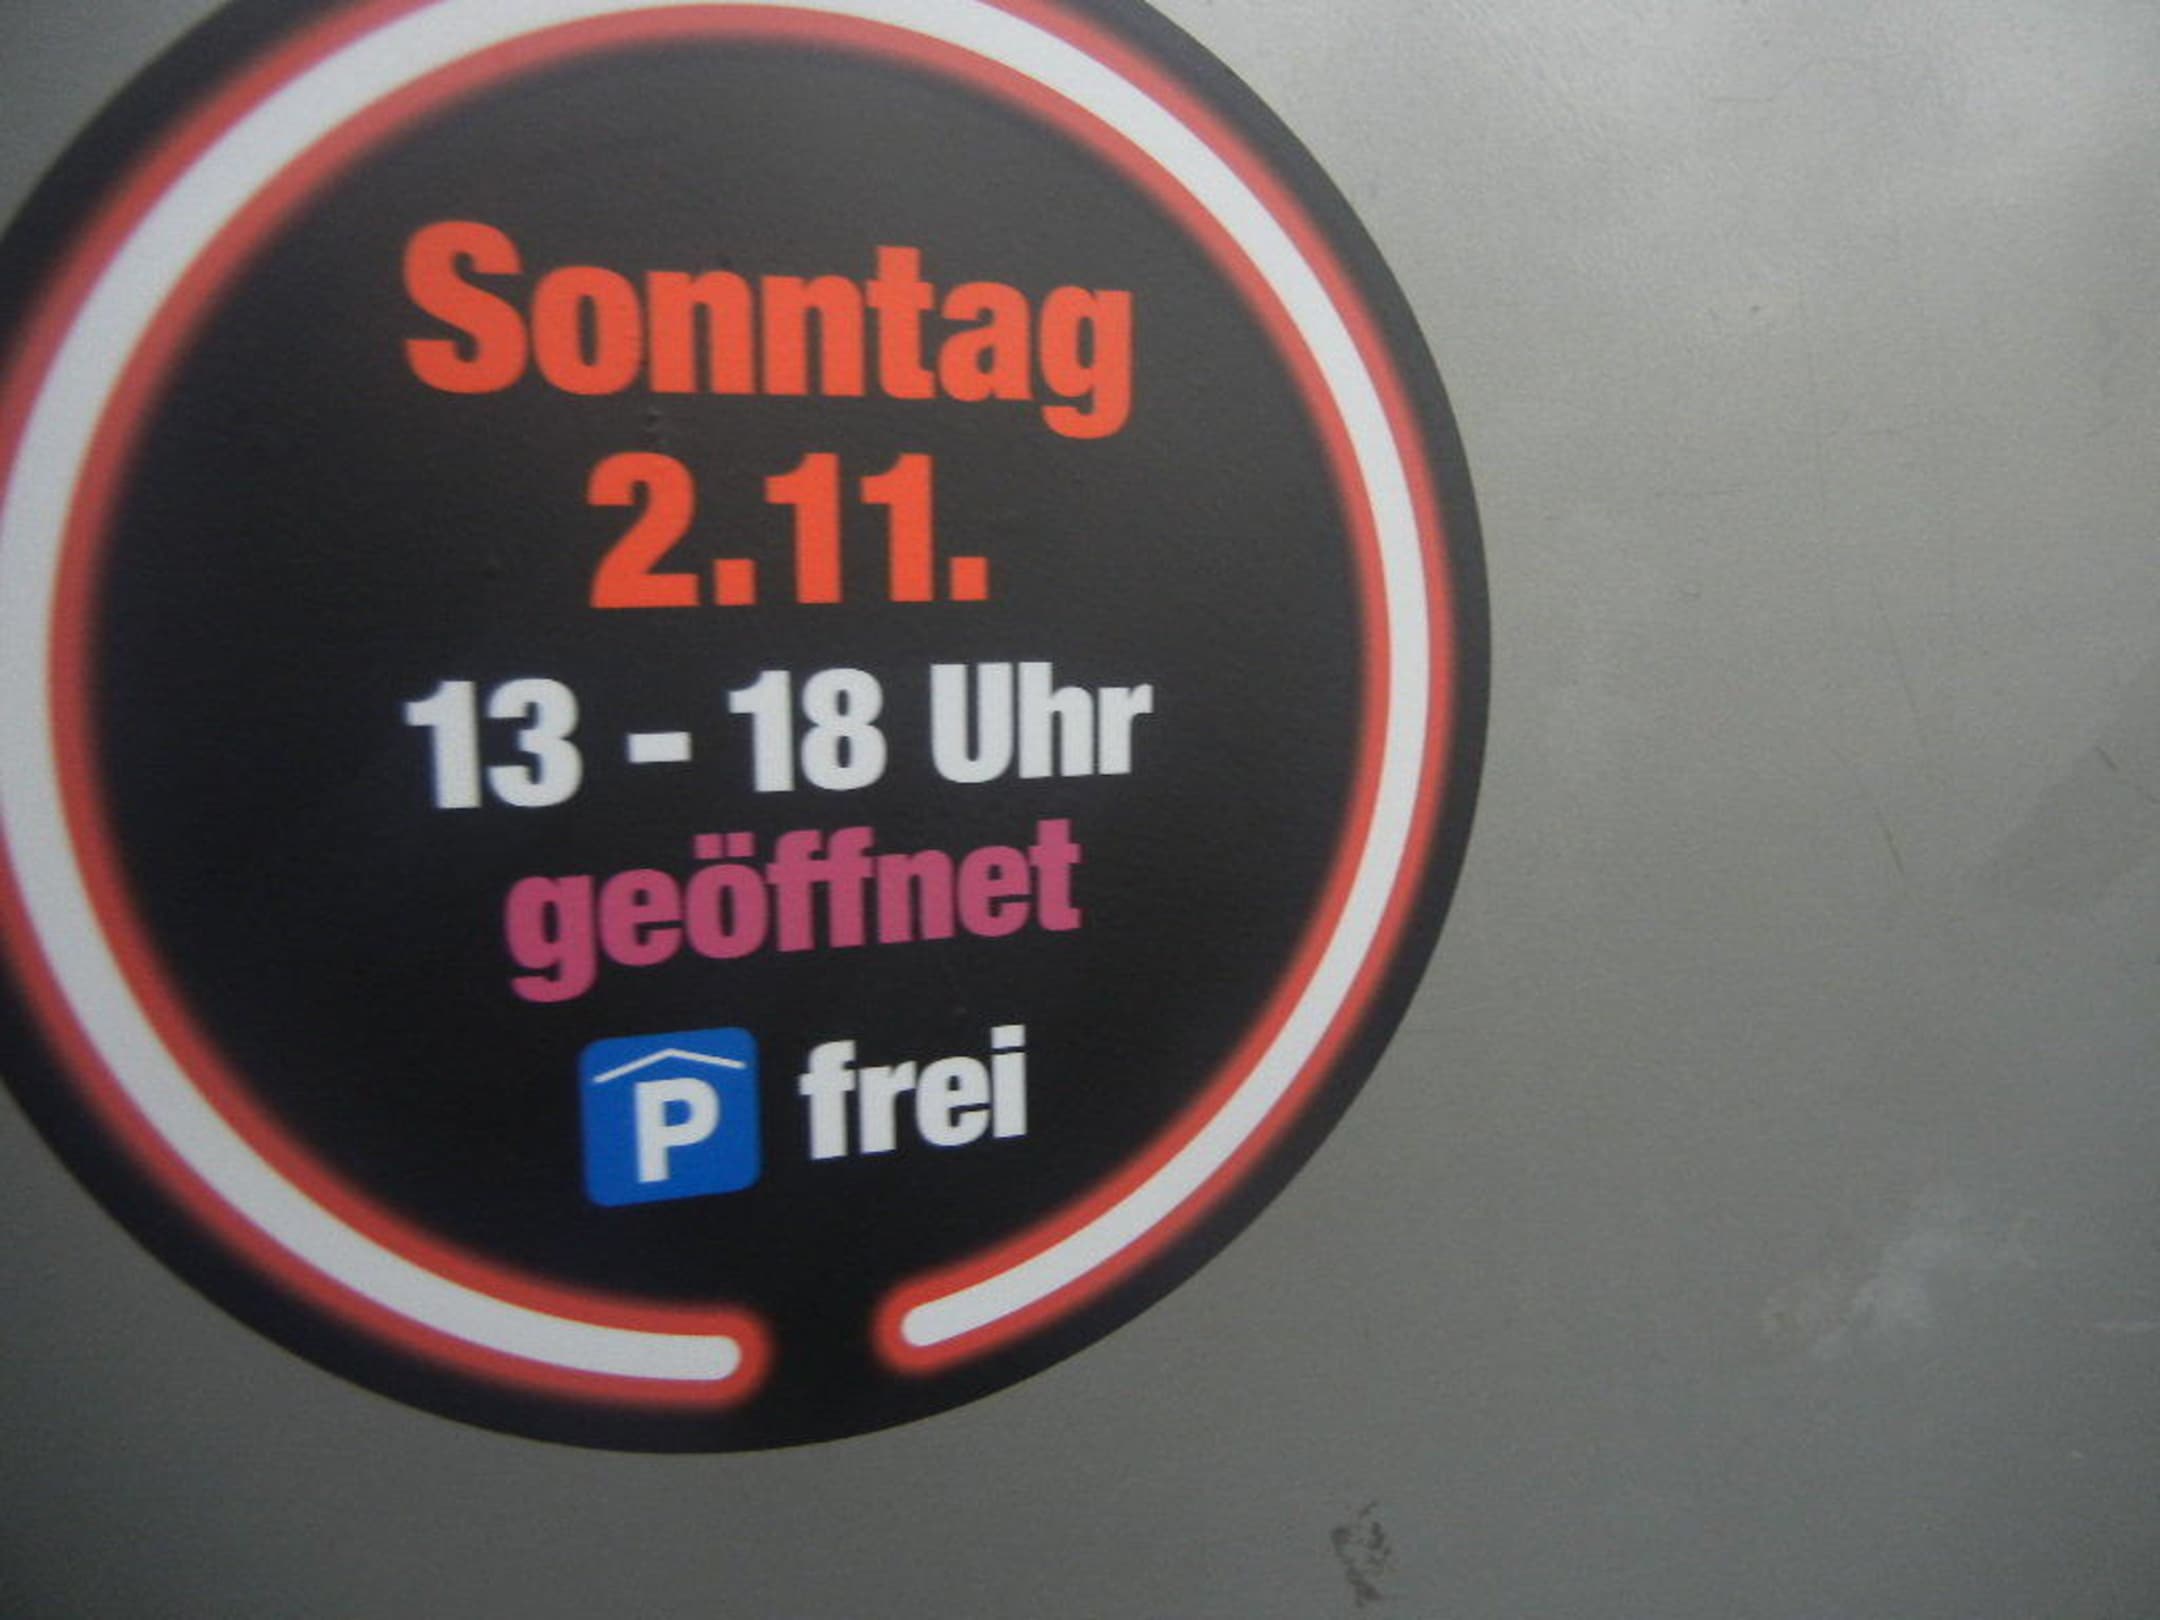 Sonntag
2.11.
13 - 18 Uhr
geöffnet
P frei